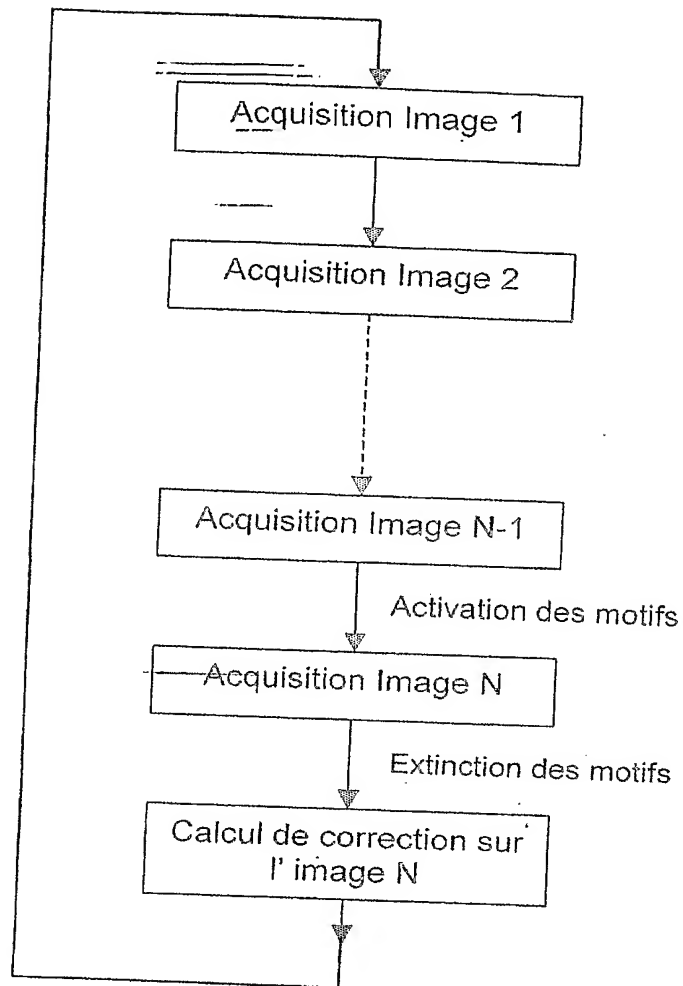 Acquisition Image 1
Acquisition Image 2
Acquisition Image N-1
Activation des motifs
Acquisition Image N
Extinction des motifs
Calcul de correction sur
l' image N